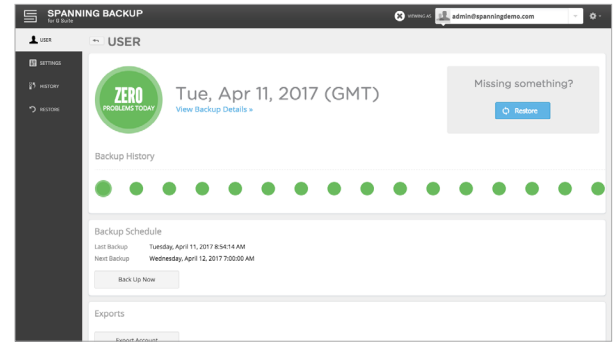 SPANNING BACKUP
for G Suite
VIEWING AS
admin@spanningdemo.com
USER
SETTINGS
HISTORY
RESTORE
USER
ZERO
PROBLEMS TODAY
Tue, Apr 11, 2017 (GMT)
View Backup Details »
Missing something?
Restore
Backup History
Backup Schedule
Last Backup Tuesday, April 11, 2017 8:54:14 AM
Next Backup Wednesday, April 12, 2017 7:00:00 AM
Back Up Now
Exports
Export Account